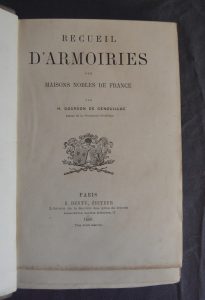 RECUEIL
D'ARMOIRIES
DES
MAISONS NOBLES DE FRANCE
PAR
H. GOURDON DE GENOUILLAC
PARIS
E. DENTU, ÉDITEUR
1860